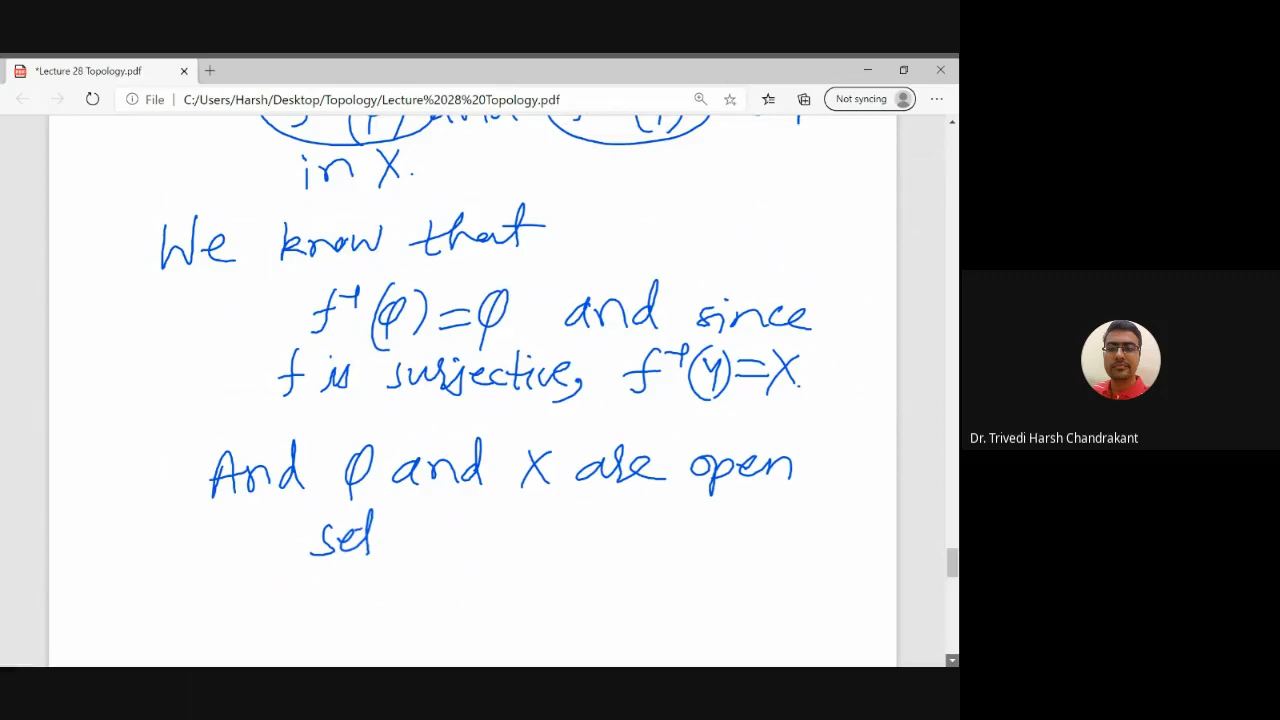 *Lecture 28 Topology.pdf
File | C:/Users/Harsh/Desktop/Topology/Lecture%2028%20Topology.pdf
Not syncing
in X.
We know that
f⁻¹(φ)=φ and since
f is surjective, f⁻¹(Y)=X.
And φ and X are open
set
Dr. Trivedi Harsh Chandrakant